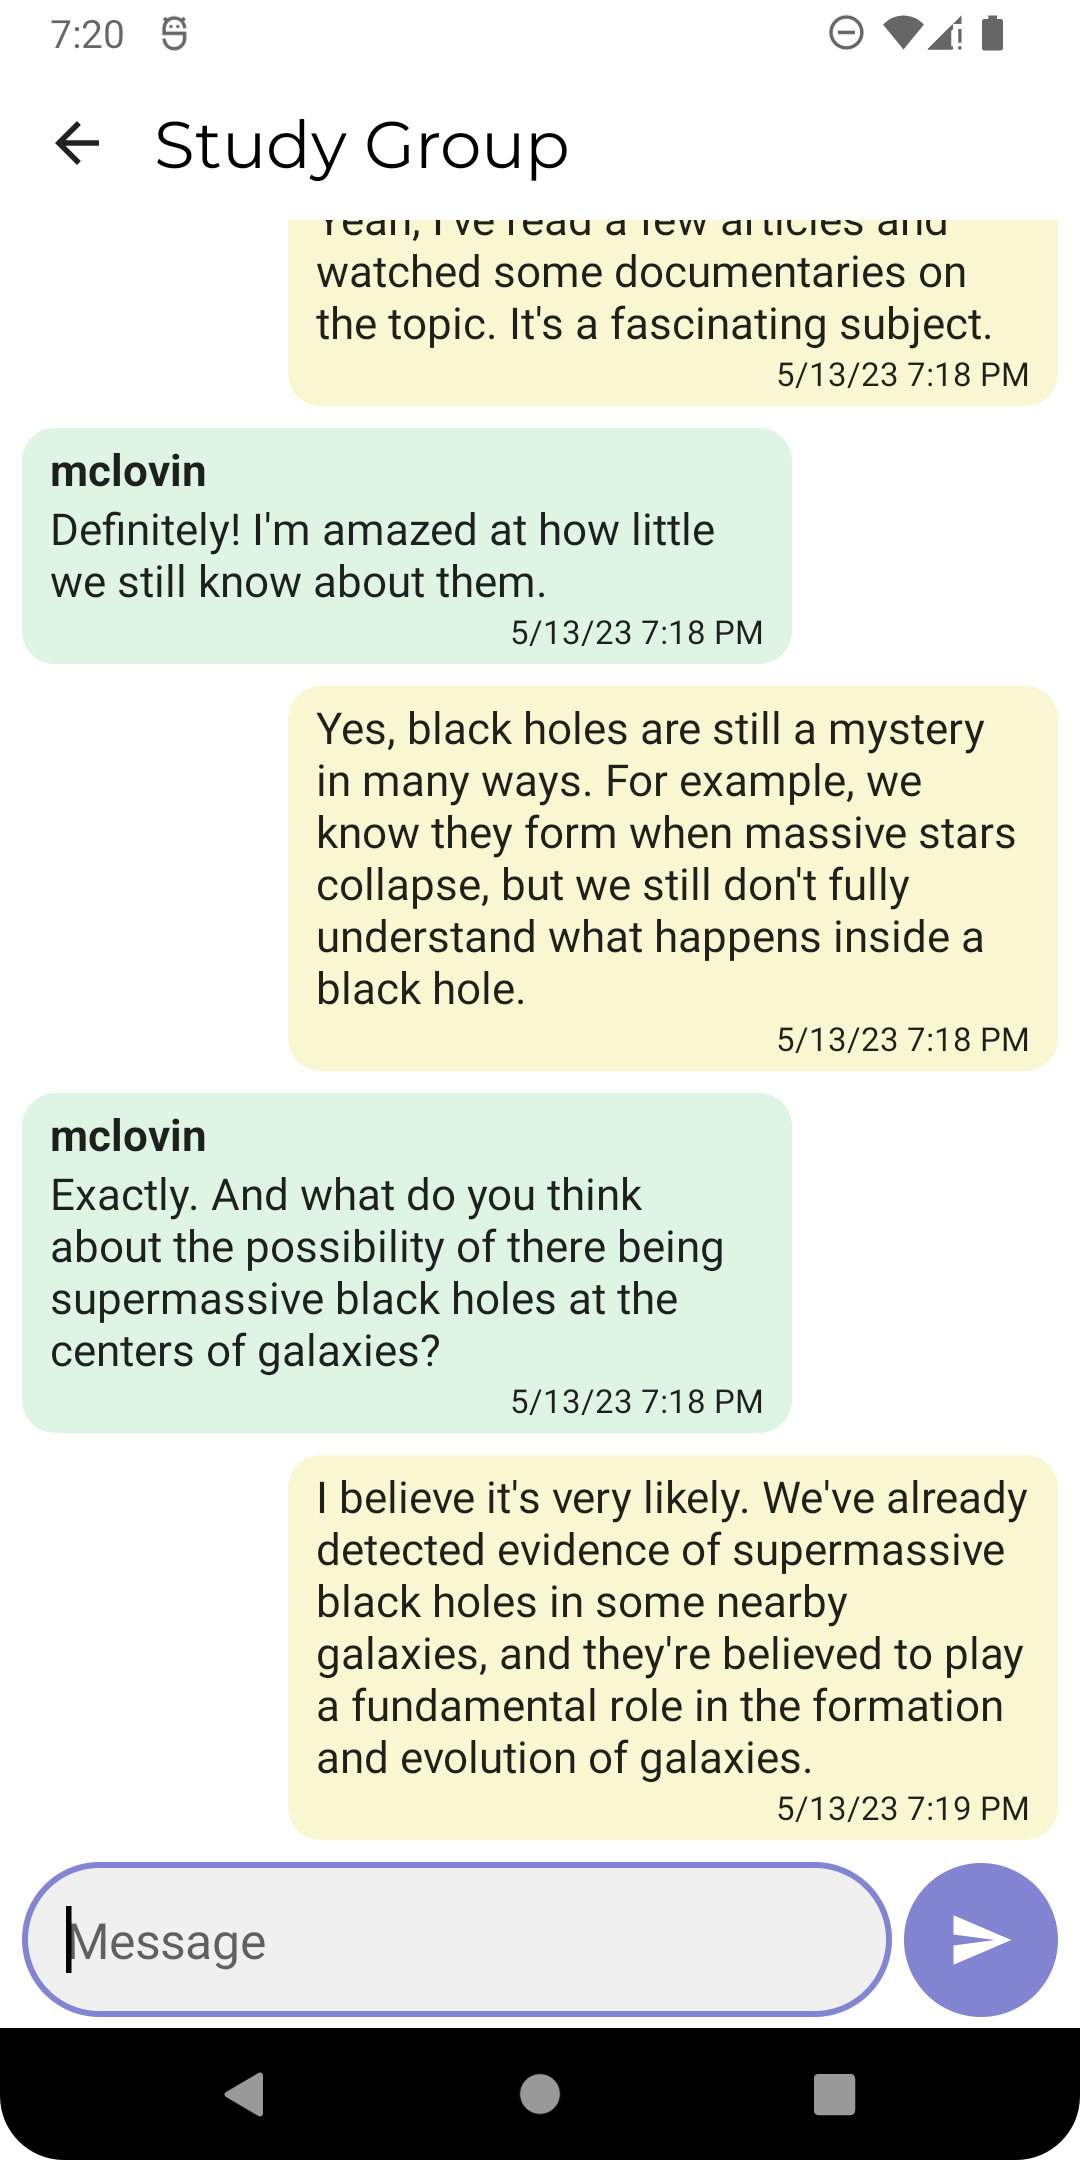 7:20
Study Group
Yeah, I've read a few articles and
watched some documentaries on
the topic. It's a fascinating subject.
5/13/23 7:18 PM
mclovin
Definitely! I'm amazed at how little
we still know about them.
5/13/23 7:18 PM
Yes, black holes are still a mystery
in many ways. For example, we
know they form when massive stars
collapse, but we still don't fully
understand what happens inside a
black hole.
5/13/23 7:18 PM
mclovin
Exactly. And what do you think
about the possibility of there being
supermassive black holes at the
centers of galaxies?
5/13/23 7:18 PM
I believe it's very likely. We've already
detected evidence of supermassive
black holes in some nearby
galaxies, and they're believed to play
a fundamental role in the formation
and evolution of galaxies.
5/13/23 7:19 PM
Message